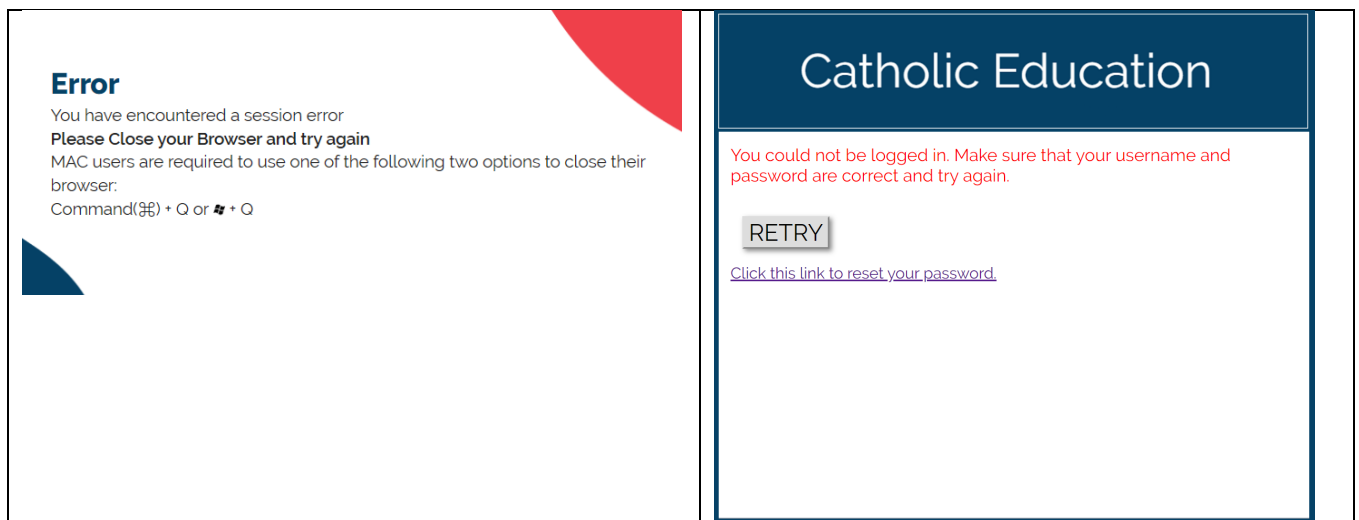 Error
You have encountered a session error
Please Close your Browser and try again
MAC users are required to use one of the following two options to close their
browser:
Command(⌘) + Q or + Q
Catholic Education
You could not be logged in. Make sure that your username and
password are correct and try again.
RETRY
Click this link to reset your password.